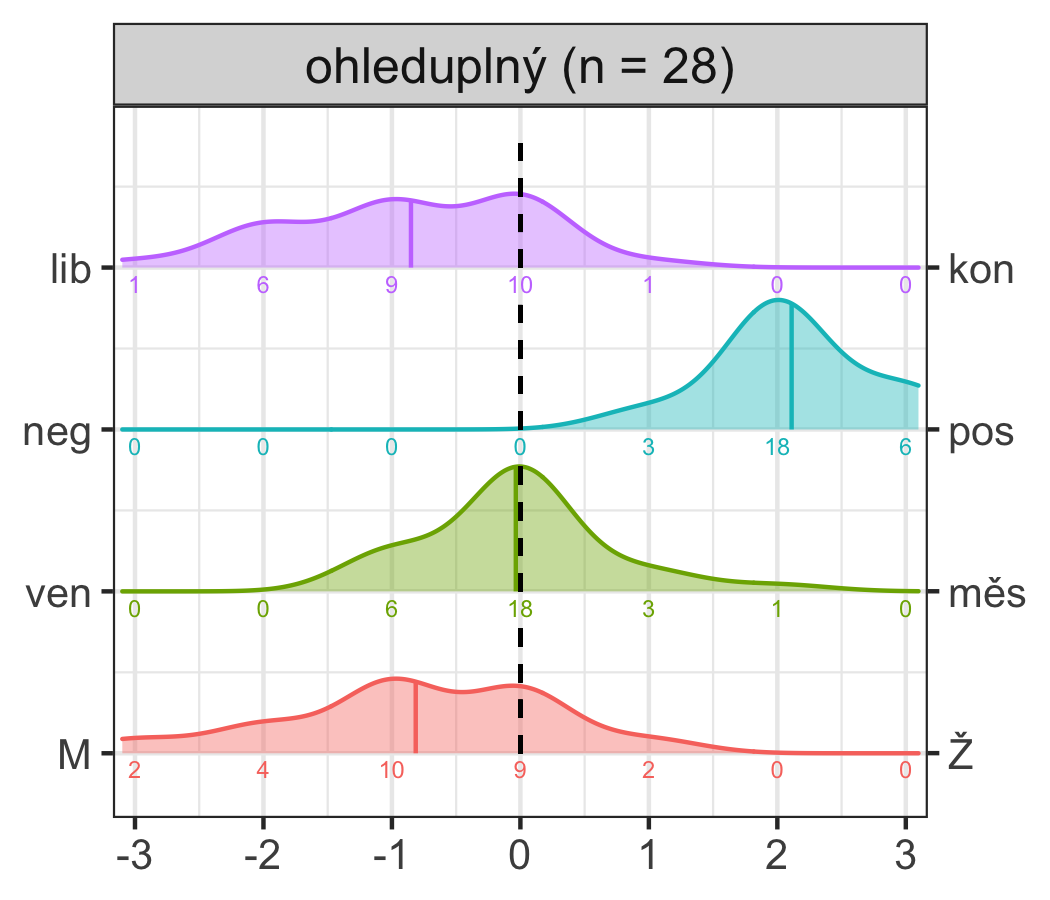 ohleduplný (n = 28)
lib kon
1 6 9 10 1 0 0
neg pos
0 0 0 0 3 18 6
ven měs
0 0 6 18 3 1 0
M Ž
2 4 10 9 2 0 0
-3 -2 -1 0 1 2 3